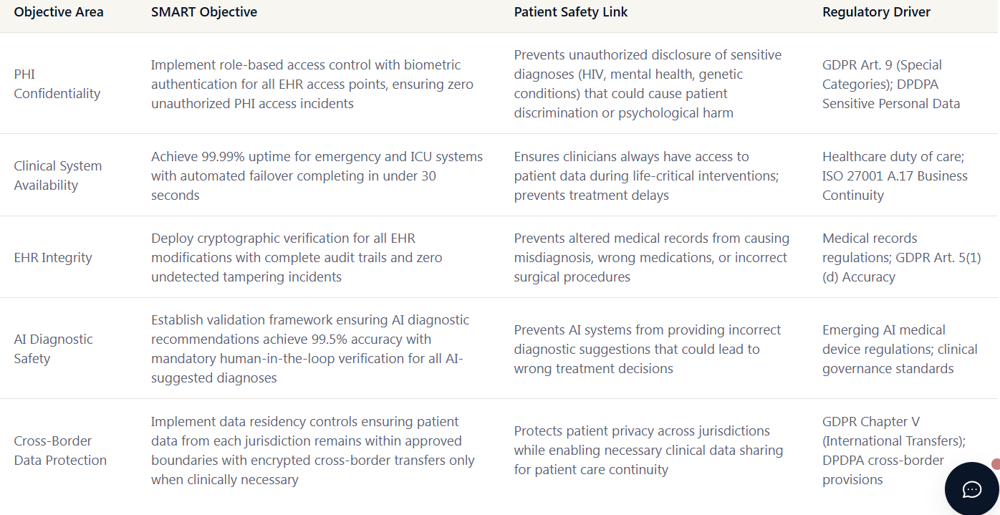 Objective Area
SMART Objective
Patient Safety Link
Regulatory Driver
PHI
Confidentiality
Implement role-based access control with biometric
authentication for all EHR access points, ensuring zero
unauthorized PHI access incidents
Prevents unauthorized disclosure of sensitive
diagnoses (HIV, mental health, genetic
conditions) that could cause patient
discrimination or psychological harm
GDPR Art. 9 (Special
Categories); DPDPA
Sensitive Personal Data
Clinical System
Availability
Achieve 99.99% uptime for emergency and ICU systems
with automated failover completing in under 30
seconds
Ensures clinicians always have access to
patient data during life-critical interventions;
prevents treatment delays
Healthcare duty of care;
ISO 27001 A.17 Business
Continuity
EHR Integrity
Deploy cryptographic verification for all EHR
modifications with complete audit trails and zero
undetected tampering incidents
Prevents altered medical records from causing
misdiagnosis, wrong medications, or incorrect
surgical procedures
Medical records
regulations; GDPR Art. 5(1)
(d) Accuracy
AI Diagnostic
Safety
Establish validation framework ensuring AI diagnostic
recommendations achieve 99.5% accuracy with
mandatory human-in-the-loop verification for all AI-
suggested diagnoses
Prevents AI systems from providing incorrect
diagnostic suggestions that could lead to
wrong treatment decisions
Emerging AI medical
device regulations; clinical
governance standards
Cross-Border
Data Protection
Implement data residency controls ensuring patient
data from each jurisdiction remains within approved
boundaries with encrypted cross-border transfers only
when clinically necessary
Protects patient privacy across jurisdictions
while enabling necessary clinical data sharing
for patient care continuity
GDPR Chapter V
(International Transfers);
DPDPA cross-border
provisions